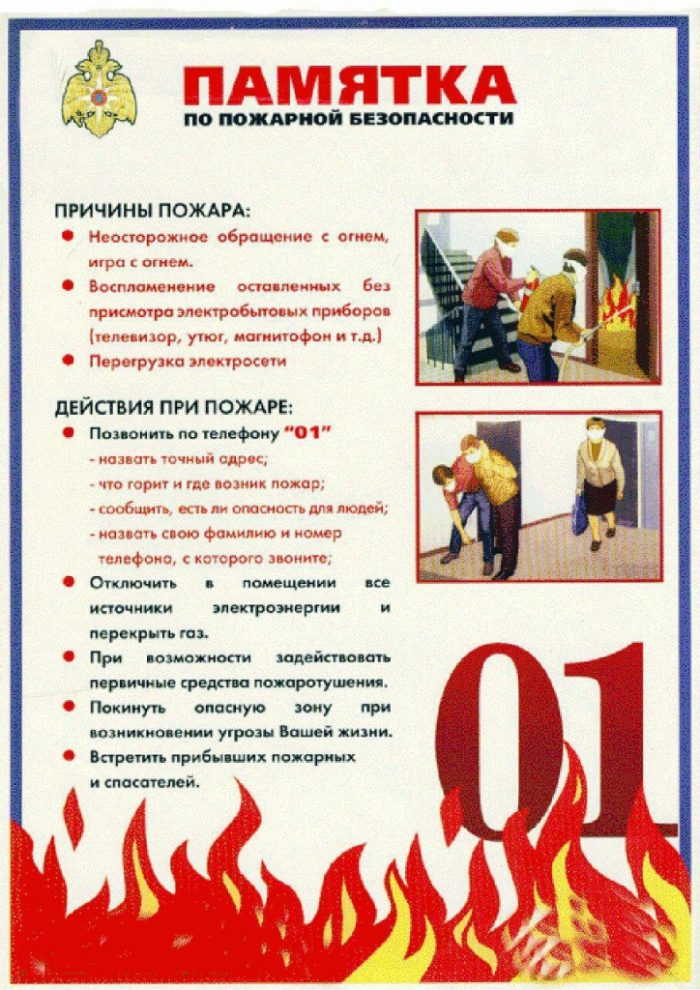 ПАМЯТКА
ПО ПОЖАРНОЙ БЕЗОПАСНОСТИ
ПРИЧИНЫ ПОЖАРА:
• Неосторожное обращение с огнем,
игра с огнем.
• Воспламенение оставленных без
присмотра электробытовых приборов
(телевизор, утюг, магнитофон и т.д.)
• Перегрузка электросети
ДЕЙСТВИЯ ПРИ ПОЖАРЕ:
• Позвонить по телефону "01"
- назвать точный адрес;
- что горит и где возник пожар;
- сообщить, есть ли опасность для людей;
- назвать свою фамилию и номер
телефона, с которого звоните;
• Отключить в помещении все
источники электроэнергии и
перекрыть газ.
• При возможности задействовать
первичные средства пожаротушения.
• Покинуть опасную зону при
возникновении угрозы Вашей жизни.
• Встретить прибывших пожарных
и спасателей.
01